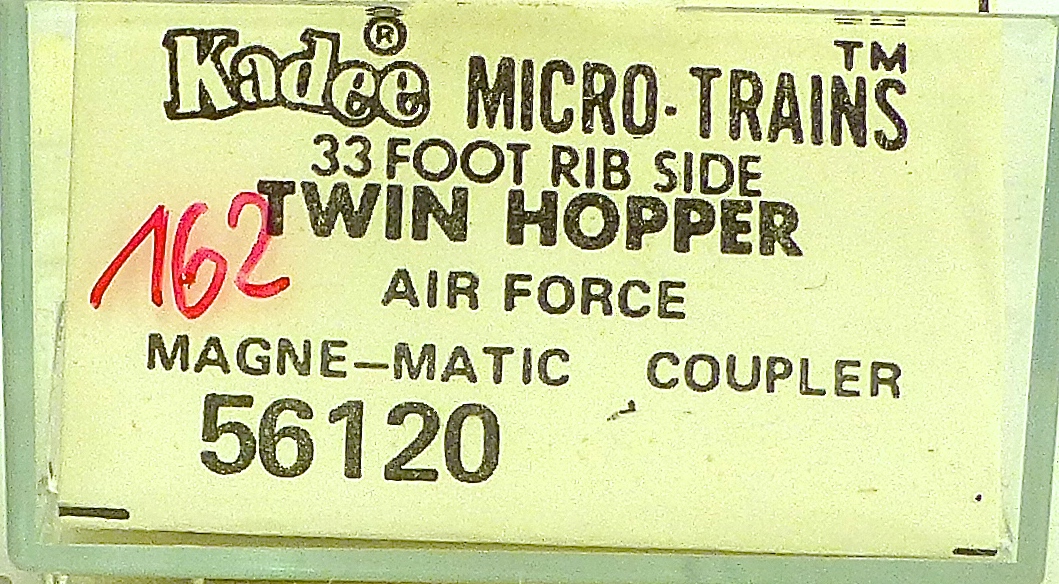 Kadee® MICRO-TRAINS™
33 FOOT RIB SIDE
TWIN HOPPER
162
AIR FORCE
MAGNE–MATIC COUPLER
56120